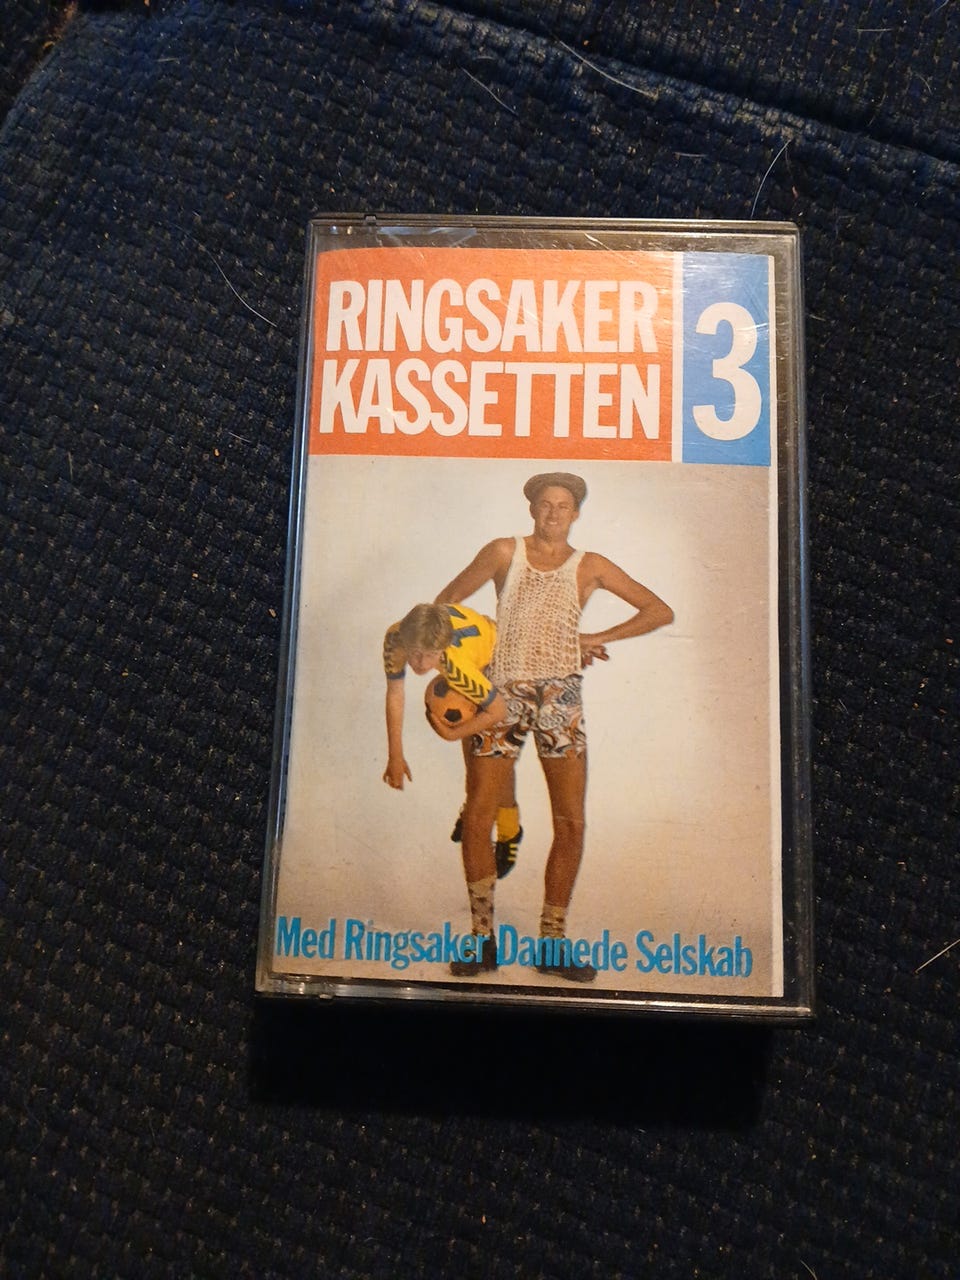 RINGSAKER
KASSETTEN
3
Med Ringsaker Dannede Selskab